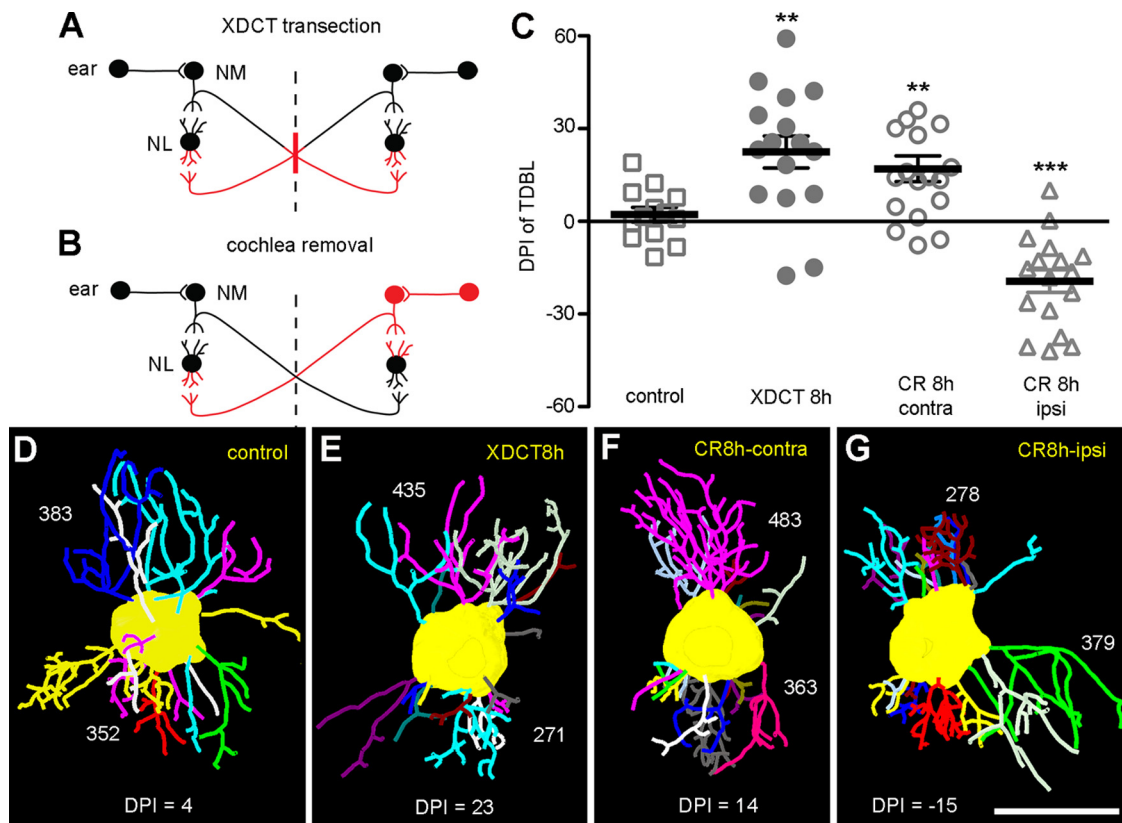 A
XDCT transection
ear
NM
NL
B
cochlea removal
ear
NM
NL
C
DPI of TDBL
60
30
0
-30
-60
**
**
***
control
XDCT 8h
CR 8h
contra
CR 8h
ipsi
D
control
383
352
DPI = 4
E
XDCT8h
435
271
DPI = 23
F
CR8h-contra
483
363
DPI = 14
G
CR8h-ipsi
278
379
DPI = -15